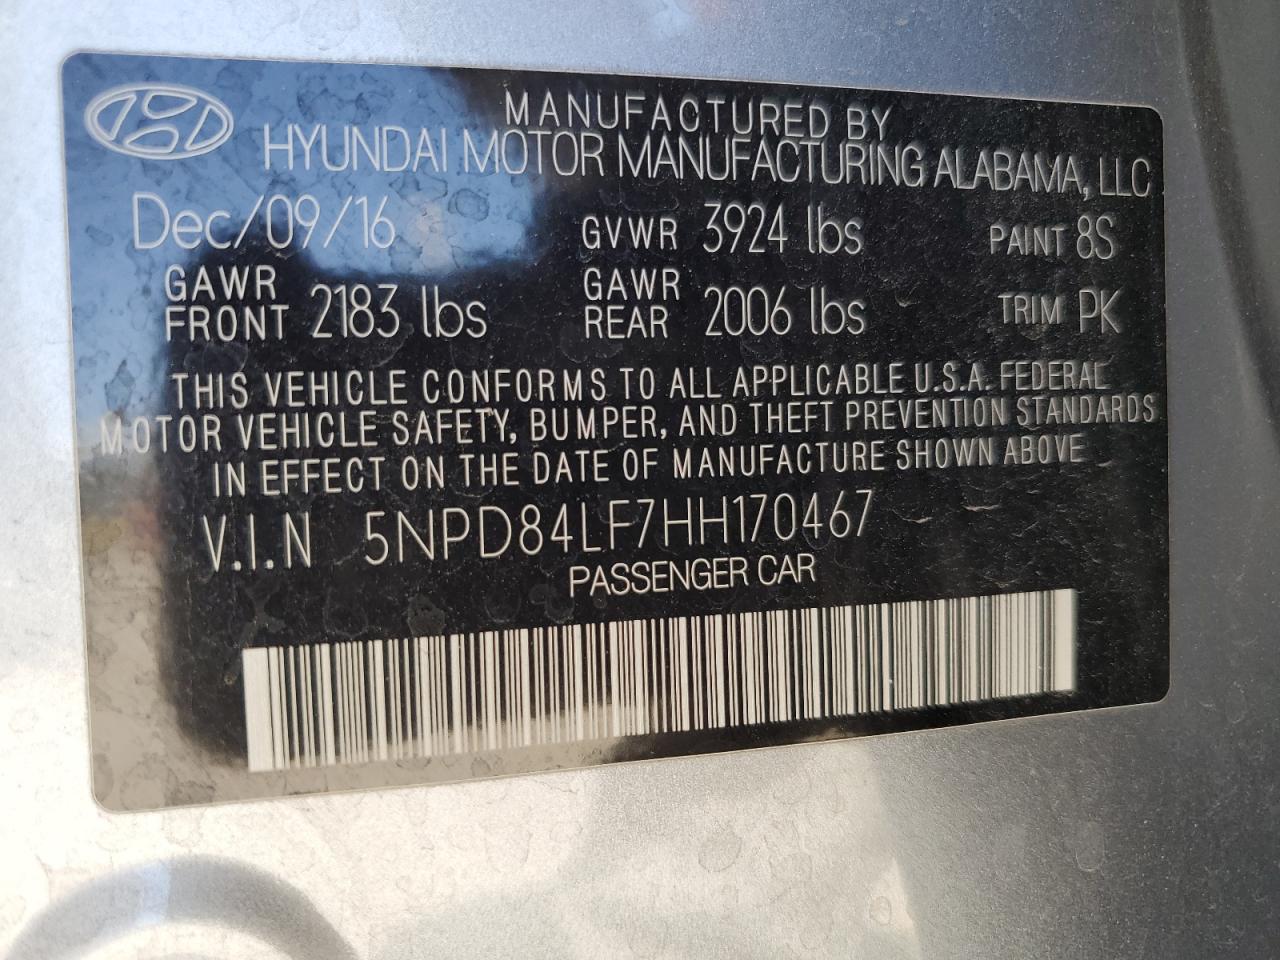 MANUFACTURED BY
HYUNDAI MOTOR MANUFACTURING ALABAMA, LLC
Dec/09/16 GVWR 3924 lbs PAINT 8S
GAWR FRONT 2183 lbs GAWR REAR 2006 lbs TRIM PK
THIS VEHICLE CONFORMS TO ALL APPLICABLE U.S.A. FEDERAL
MOTOR VEHICLE SAFETY, BUMPER, AND THEFT PREVENTION STANDARDS
IN EFFECT ON THE DATE OF MANUFACTURE SHOWN ABOVE
V.I.N 5NPD84LF7HH170467
PASSENGER CAR